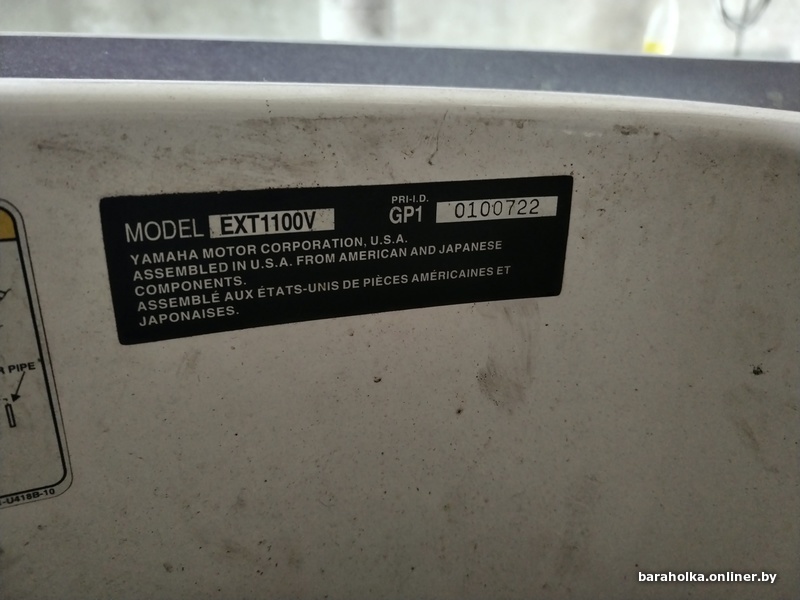 MODEL EXT1100V
PRI-I.D.
GP1 0100722
YAMAHA MOTOR CORPORATION, U.S.A.
ASSEMBLED IN U.S.A. FROM AMERICAN AND JAPANESE
COMPONENTS.
ASSEMBLÉ AUX ÉTATS-UNIS DE PIÈCES AMÉRICAINES ET
JAPONAISES.
PIPE
-U418B-10
baraholka.onliner.by